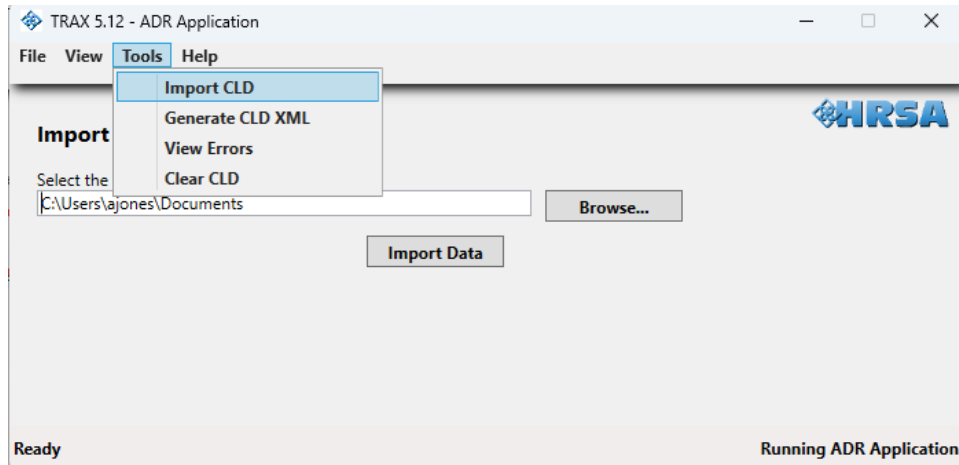 TRAX 5.12 - ADR Application
File View Tools Help
Import CLD
Generate CLD XML
View Errors
Clear CLD
HRSA
Import
Select the
C:\Users\ajones\Documents
Browse...
Import Data
Ready
Running ADR Application